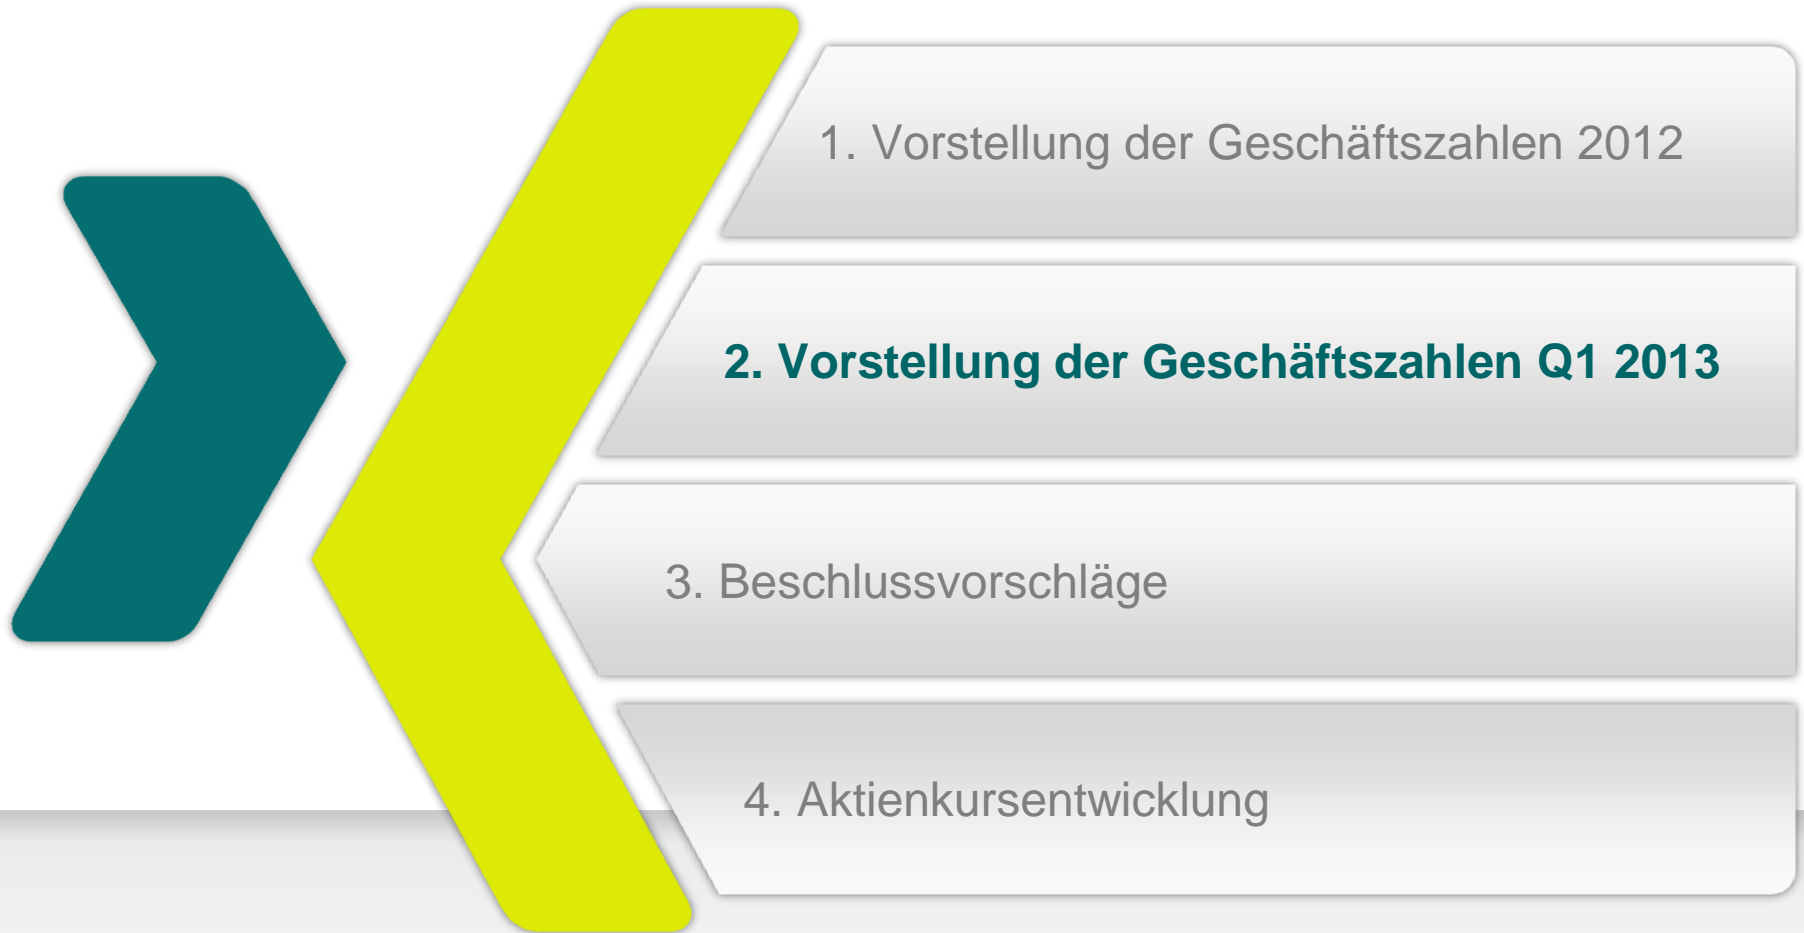 1. Vorstellung der Geschäftszahlen 2012
2. Vorstellung der Geschäftszahlen Q1 2013
3. Beschlussvorschläge
4. Aktienkursentwicklung